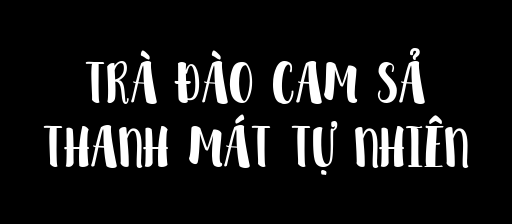 TRÀ ĐÀO CAM SẢ
THANH MÁT TỰ NHIÊN